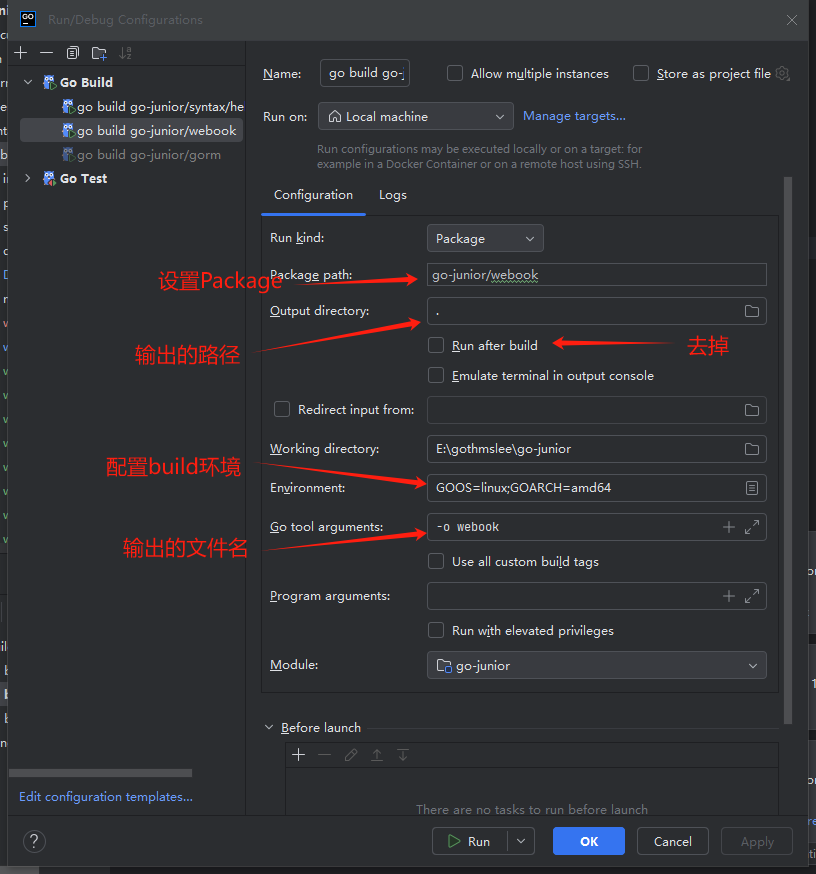 GO
Run/Debug Configurations
Go Build
go build go-junior/syntax/he
go build go-junior/webook
go build go-junior/gorm
Go Test
Name:
go build go-j
Allow multiple instances
Store as project file
Run on:
Local machine
Manage targets...
Run configurations may be executed locally or on a target: for
example in a Docker Container or on a remote host using SSH.
Configuration
Logs
Run kind:
Package
设置Package
Package path:
go-junior/webook
Output directory:
.
输出的路径
Run after build
去掉
Emulate terminal in output console
Redirect input from:
Working directory:
E:\gothmslee\go-junior
配置build环境
Environment:
GOOS=linux;GOARCH=amd64
Go tool arguments:
-o webook
输出的文件名
Use all custom build tags
Program arguments:
Run with elevated privileges
Module:
go-junior
Before launch
There are no tasks to run before launch
Edit configuration templates...
?
Run
OK
Cancel
Apply